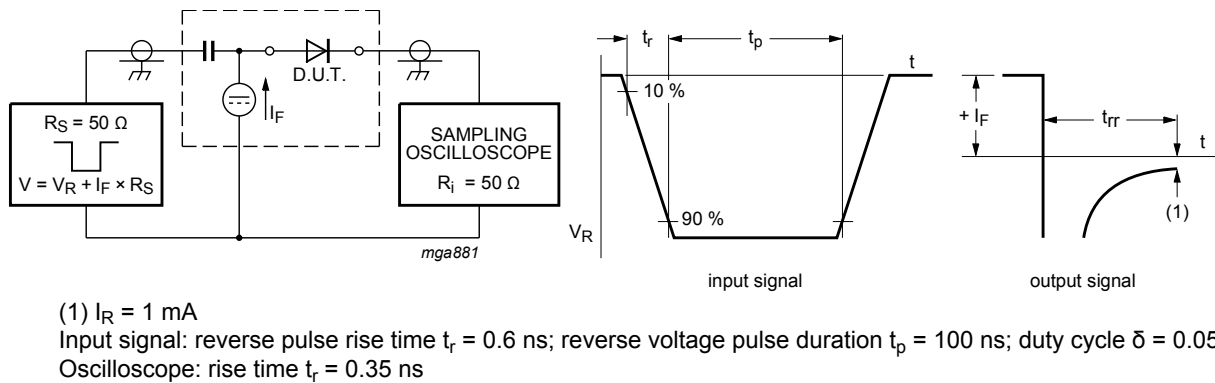 D.U.T.
I_F
R_S = 50 Ω
V = V_R + I_F × R_S
SAMPLING
OSCILLOSCOPE
R_i = 50 Ω
mga881
t_r
t_p
t
10 %
90 %
V_R
input signal
+ I_F
t_rr
t
(1)
output signal
(1) I_R = 1 mA
Input signal: reverse pulse rise time t_r = 0.6 ns; reverse voltage pulse duration t_p = 100 ns; duty cycle δ = 0.05
Oscilloscope: rise time t_r = 0.35 ns